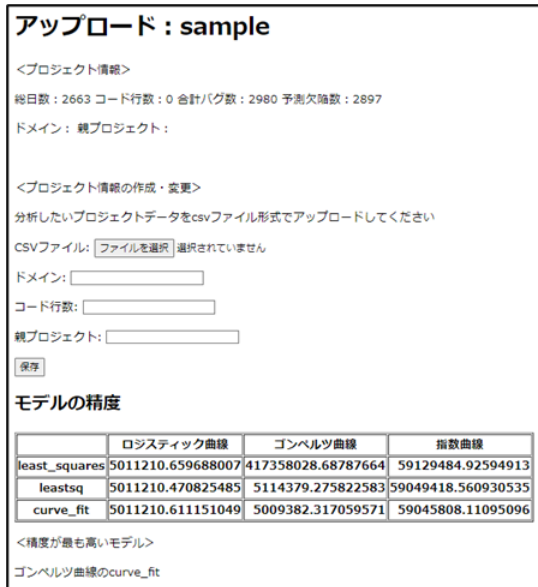 アップロード：sample
<プロジェクト情報>
総日数：2663 コード行数：0 合計バグ数：2980 予測欠陥数：2897
ドメイン： 親プロジェクト：
<プロジェクト情報の作成・変更>
分析したいプロジェクトデータをcsvファイル形式でアップロードしてください
CSVファイル: ファイルを選択 選択されていません
ドメイン:
コード行数:
親プロジェクト:
保存
モデルの精度
ロジスティック曲線 ゴンペルツ曲線 指数曲線
least_squares 5011210.659688007 417358028.68787664 59129484.92594913
leastsq 5011210.470825485 5114379.275822583 59049418.560930535
curve_fit 5011210.611151049 5009382.317059571 59045808.11095096
<精度が最も高いモデル>
ゴンペルツ曲線のcurve_fit